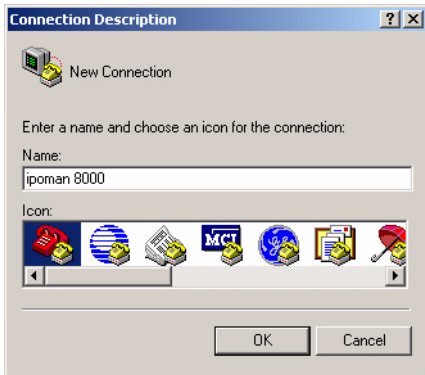 Connection Description
New Connection
Enter a name and choose an icon for the connection:
Name:
ipoman 8000
Icon:
MCI
OK
Cancel